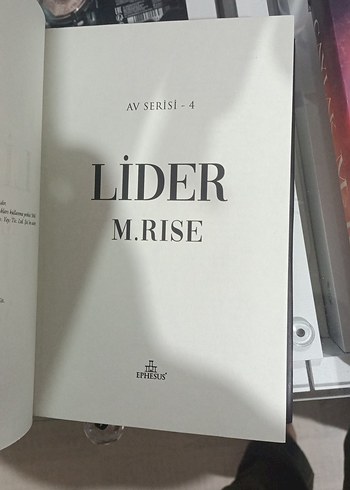 AV SERİSİ - 4
LİDER
M.RISE
EPHESUS